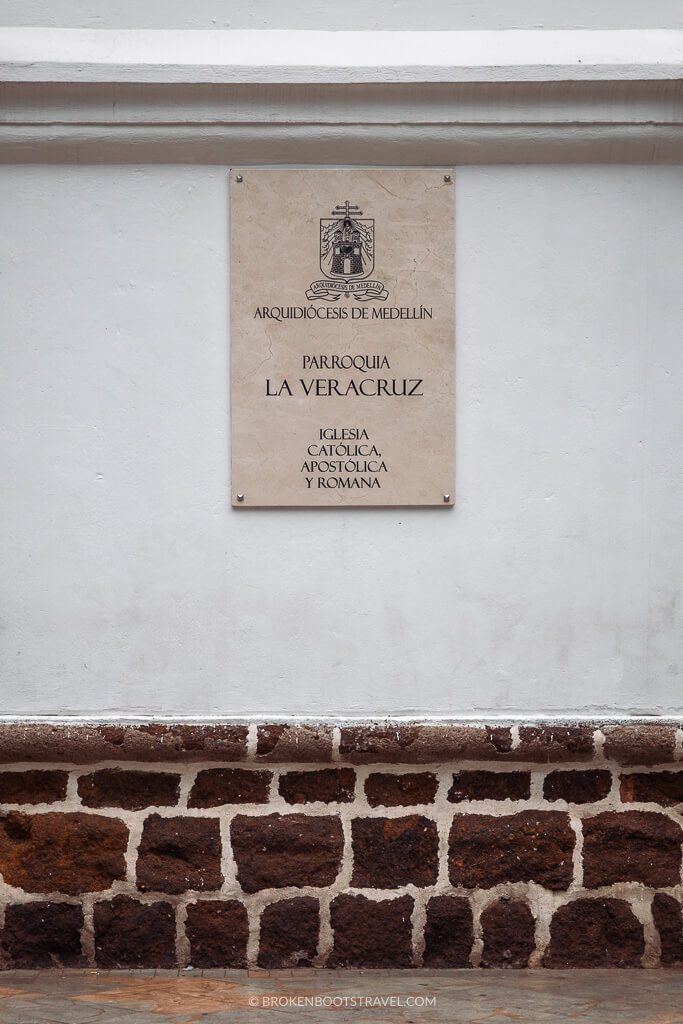 ARQUIDIÓCESIS DE MEDELLÍN
ARQUIDIÓCESIS DE MEDELLÍN
PARROQUIA
LA VERACRUZ
IGLESIA
CATÓLICA,
APOSTÓLICA
Y ROMANA
© BROKENBOOTSTRAVEL.COM